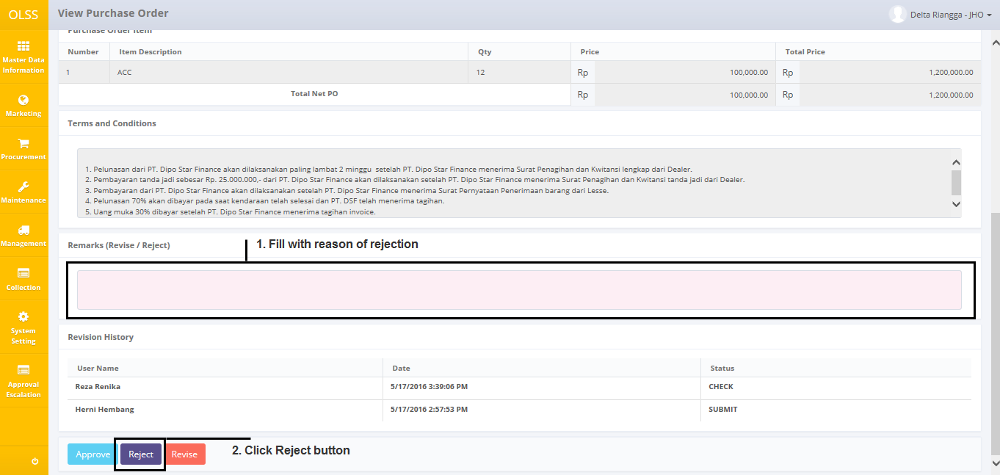 OLSS
View Purchase Order
Delta Riangga - JHO
Master Data
Information
Marketing
Procurement
Maintenance
Management
Collection
System
Setting
Approval
Escalation
Purchase Order Item
Number Item Description Qty Price Total Price
1 ACC 12 Rp 100,000.00 Rp 1,200,000.00
Total Net PO Rp 100,000.00 Rp 1,200,000.00
Terms and Conditions
1. Pelunasan dari PT. Dipo Star Finance akan dilaksanakan paling lambat 2 minggu setelah PT. Dipo Star Finance menerima Surat Penagihan dan Kwitansi lengkap dari Dealer.
2. Pembayaran tanda jadi sebesar Rp. 25.000.000,- dari PT. Dipo Star Finance akan dilaksanakan setelah PT. Dipo Star Finance menerima Surat Penagihan dan Kwitansi tanda jadi dari Dealer.
3. Pembayaran dari PT. Dipo Star Finance akan dilaksanakan setelah PT. Dipo Star Finance menerima Surat Pernyataan Penerimaan barang dari Lesse.
4. Pelunasan 70% akan dibayar pada saat kendaraan telah selesai dan PT. DSF telah menerima tagihan.
5. Uang muka 30% dibayar setelah PT. Dipo Star Finance menerima tagihan invoice.
Remarks (Revise / Reject)
1. Fill with reason of rejection
Revision History
User Name Date Status
Reza Renika 5/17/2016 3:39:06 PM CHECK
Herni Hembang 5/17/2016 2:57:53 PM SUBMIT
Approve Reject Revise
2. Click Reject button